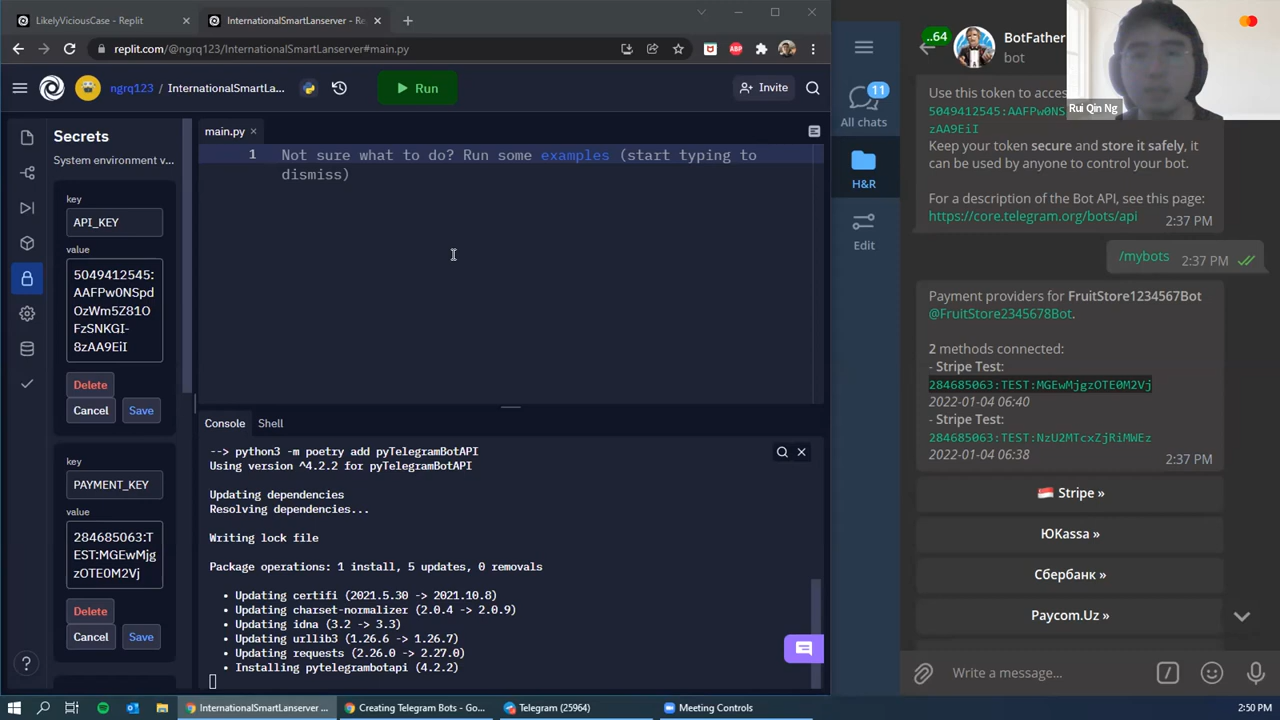 LikelyViciousCase - Replit
InternationalSmartLanserver - Re
replit.com/@ngrq123/InternationalSmartLanserver#main.py
ABP
ngrq123 / InternationalSmartLa...
Run
Invite
Secrets
System environment v...
key
API_KEY
value
5049412545:
AAFPw0NSpd
OzWm5Z81O
FzSNKGI-
8zAA9EiI
Delete
Cancel
Save
key
PAYMENT_KEY
value
284685063:T
EST:MGEwMjg
zOTE0M2Vj
Delete
Cancel
Save
?
main.py
1 Not sure what to do? Run some examples (start typing to
dismiss)
Console
Shell
--> python3 -m poetry add pyTelegramBotAPI
Using version ^4.2.2 for pyTelegramBotAPI
Updating dependencies
Resolving dependencies...
Writing lock file
Package operations: 1 install, 5 updates, 0 removals
• Updating certifi (2021.5.30 -> 2021.10.8)
• Updating charset-normalizer (2.0.4 -> 2.0.9)
• Updating idna (3.2 -> 3.3)
• Updating urllib3 (1.26.6 -> 1.26.7)
• Updating requests (2.26.0 -> 2.27.0)
• Installing pytelegrambotapi (4.2.2)
..64
11
All chats
H&R
Edit
BotFather
bot
Rui Qin Ng
Use this token to acces
5049412545:AAFPw0NS
zAA9EiI
Keep your token secure and store it safely, it
can be used by anyone to control your bot.
For a description of the Bot API, see this page:
https://core.telegram.org/bots/api
2:37 PM
/mybots
2:37 PM
Payment providers for FruitStore1234567Bot
@FruitStore2345678Bot.
2 methods connected:
- Stripe Test:
284685063:TEST:MGEwMjgzOTE0M2Vj
2022-01-04 06:40
- Stripe Test:
284685063:TEST:NzU2MTcxZjRiMWEz
2022-01-04 06:38
2:37 PM
🇸🇬 Stripe »
ЮKassa »
Сбербанк »
Paycom.Uz »
Write a message...
InternationalSmartLanserver ...
Creating Telegram Bots - Go...
Telegram (25964)
Meeting Controls
2:50 PM